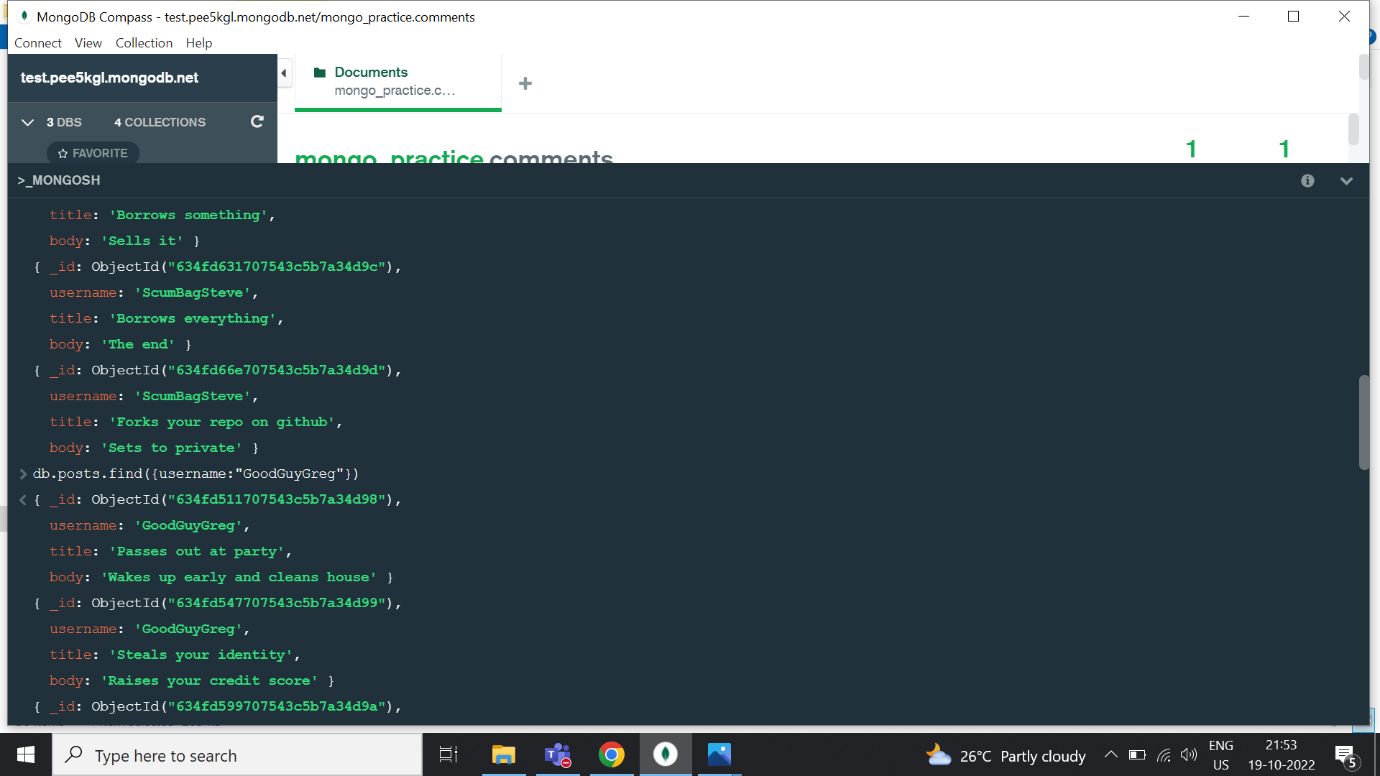 MongoDB Compass - test.pee5kgl.mongodb.net/mongo_practice.comments
Connect View Collection Help
test.pee5kgl.mongodb.net
Documents
mongo_practice.c...
3 DBS 4 COLLECTIONS
FAVORITE
mongo_practice.comments
1 1
>_MONGOSH
title: 'Borrows something',
body: 'Sells it' }
{ _id: ObjectId("634fd631707543c5b7a34d9c"),
username: 'ScumBagSteve',
title: 'Borrows everything',
body: 'The end' }
{ _id: ObjectId("634fd66e707543c5b7a34d9d"),
username: 'ScumBagSteve',
title: 'Forks your repo on github',
body: 'Sets to private' }
> db.posts.find({username:"GoodGuyGreg"})
< { _id: ObjectId("634fd511707543c5b7a34d98"),
username: 'GoodGuyGreg',
title: 'Passes out at party',
body: 'Wakes up early and cleans house' }
{ _id: ObjectId("634fd547707543c5b7a34d99"),
username: 'GoodGuyGreg',
title: 'Steals your identity',
body: 'Raises your credit score' }
{ _id: ObjectId("634fd599707543c5b7a34d9a"),
Type here to search
26°C Partly cloudy
ENG
US
21:53
19-10-2022
5